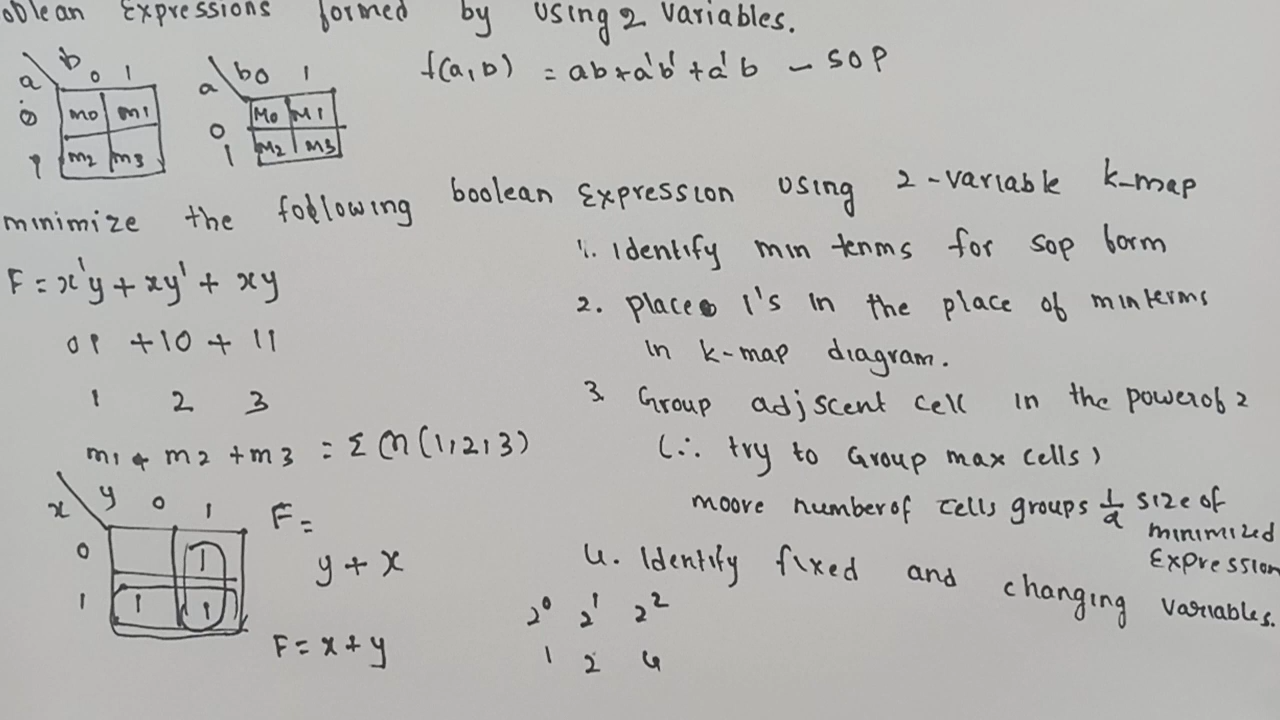 oolean Expressions formed by using 2 variables.
b
a 0 1
0 m0 m1
1 m2 m3
b
a 0 1
0 M0 M1
1 M2 M3
f(a,b) = ab+a'b'+a'b - SOP
minimize the following boolean Expression using 2-variable k-map
F = x'y + xy' + xy
01 +10 + 11
1 2 3
m1 + m2 + m3 = Σm(1,2,3)
y
x 0 1
0 1
1 1 1
F =
y + x
F = x + y
1. Identify min terms for sop form
2. place 1's in the place of minterms
in k-map diagram.
3 Group adjscent cell in the powerof 2
(∴ try to Group max cells)
moore numberof cells groups 1/a size of
minimized
Expression
4. Identify fixed and changing variables.
2⁰ 2¹ 2²
1 2 4